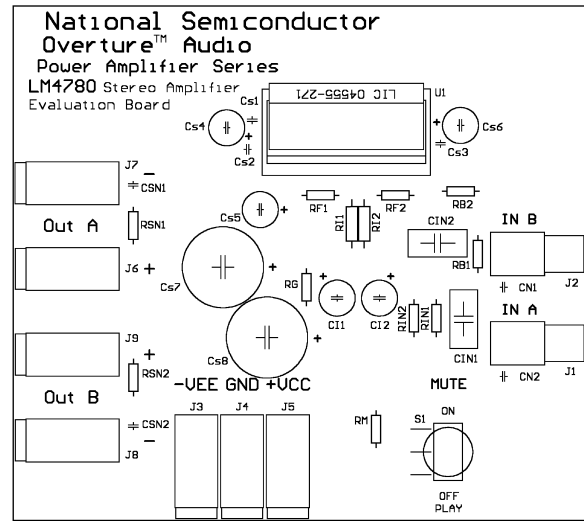 National Semiconductor
Overture™ Audio
Power Amplifier Series
LM4780 Stereo Amplifier
Evaluation Board
LIC 04555-271
U1
Cs1
Cs4
Cs2
Cs6
Cs3
J7
-
CSN1
Out A
RSN1
J6 +
Cs5
+
RF1
RI1
RI2
RF2
RB2
CIN2
RB1
IN B
J2
CN1
Cs7
+
RG
CI1
CI2
RIN2
RIN1
CIN1
IN A
J1
CN2
J9
+
RSN2
Out B
CSN2
-
J8
Cs8
+
-VEE GND +VCC
J3 J4 J5
MUTE
RM
S1
ON
OFF
PLAY